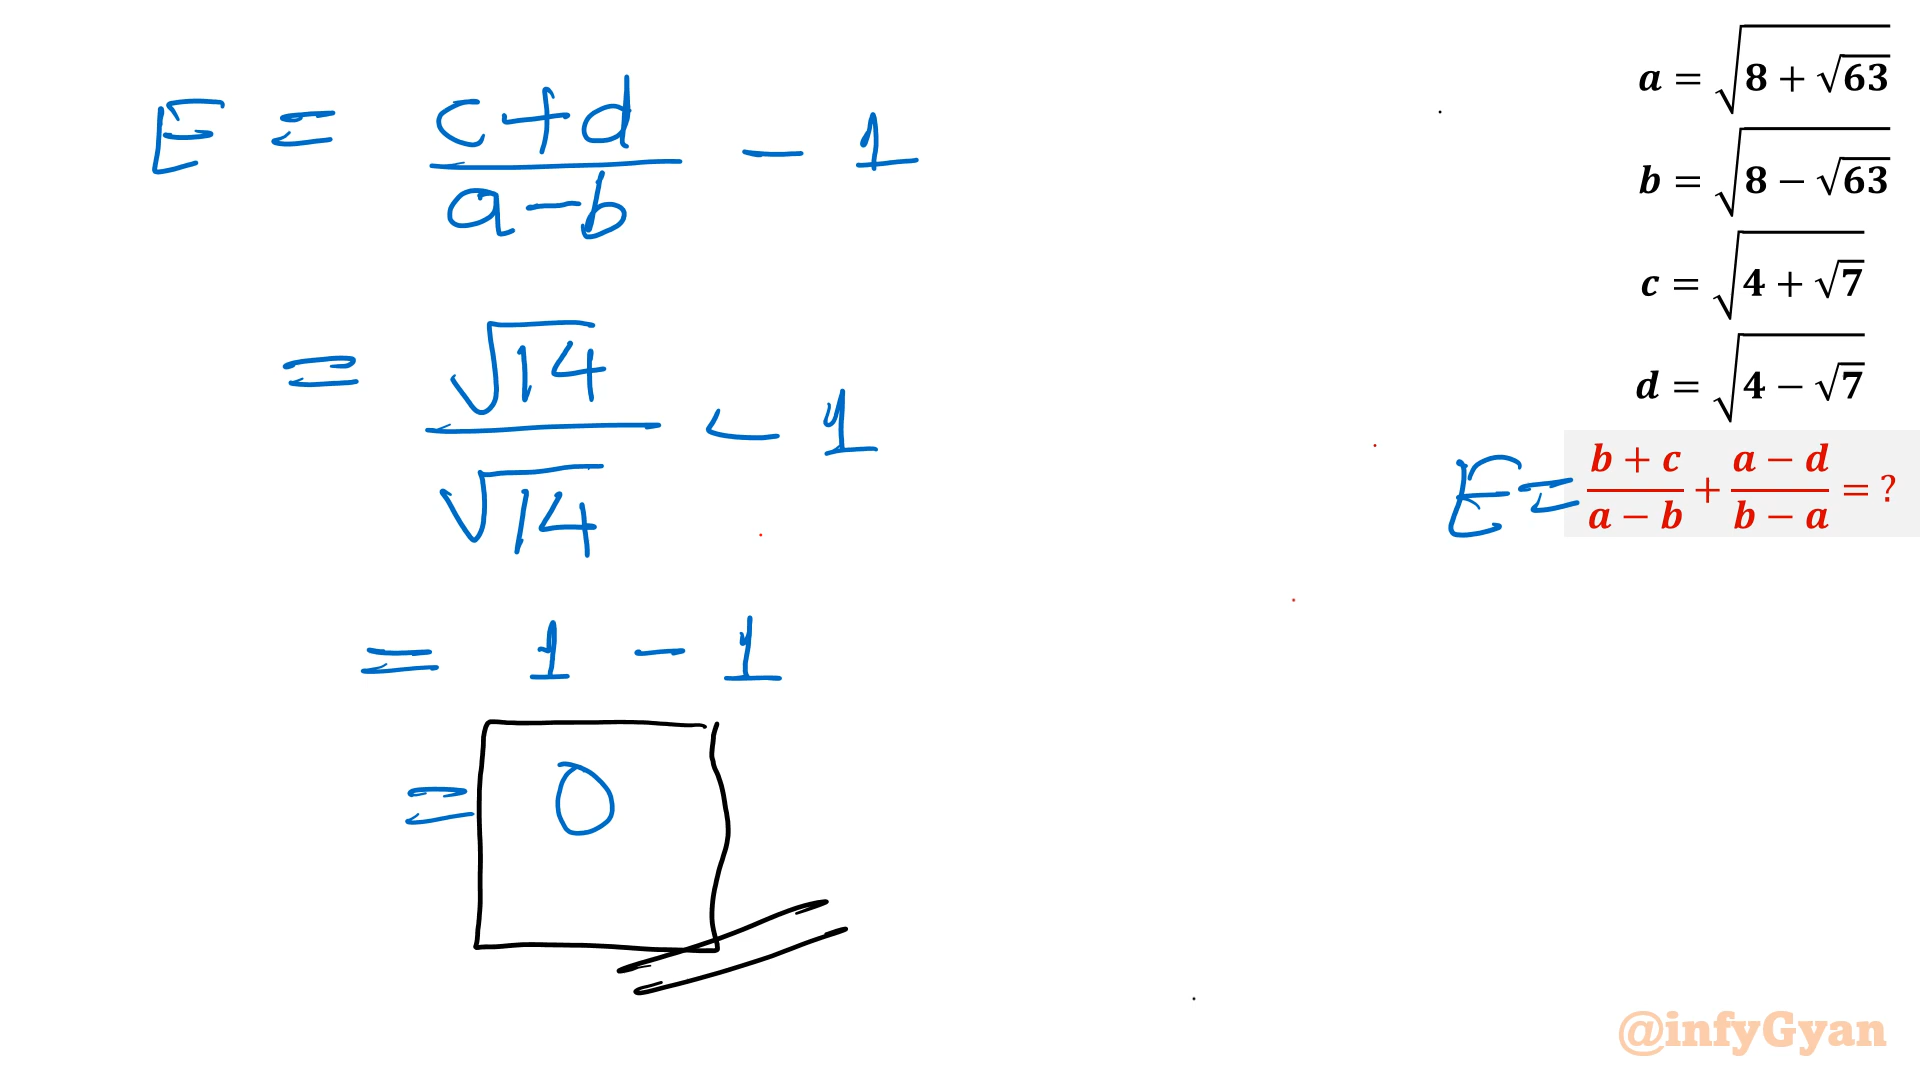 E = (c+d)/(a-b) - 1
= √14/√14 - 1
= 1 - 1
= 0
a = √(8 + √63)
b = √(8 − √63)
c = √(4 + √7)
d = √(4 − √7)
E = (b + c)/(a − b) + (a − d)/(b − a) = ?
@infyGyan